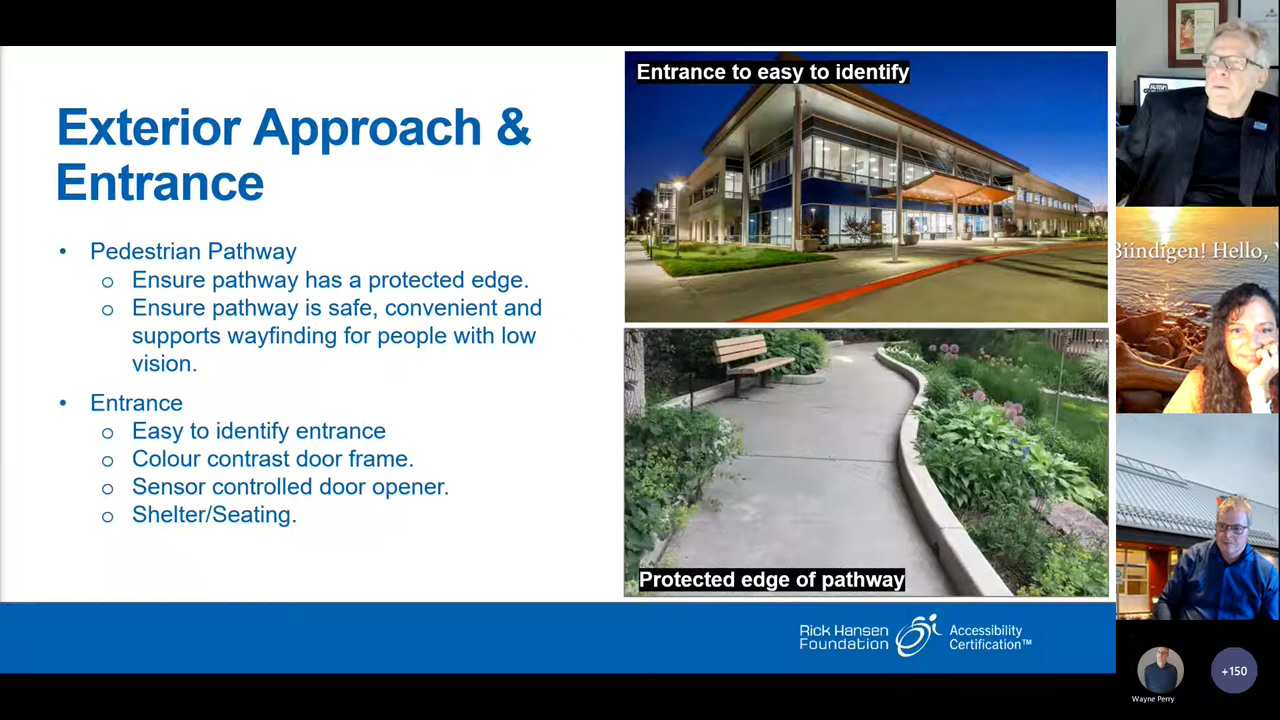 Exterior Approach &
Entrance
• Pedestrian Pathway
o Ensure pathway has a protected edge.
o Ensure pathway is safe, convenient and
supports wayfinding for people with low
vision.
• Entrance
o Easy to identify entrance
o Colour contrast door frame.
o Sensor controlled door opener.
o Shelter/Seating.
Entrance to easy to identify
Protected edge of pathway
Rick Hansen
Foundation
Accessibility
Certification™
Biindigen! Hello,
Wayne Perry
+150